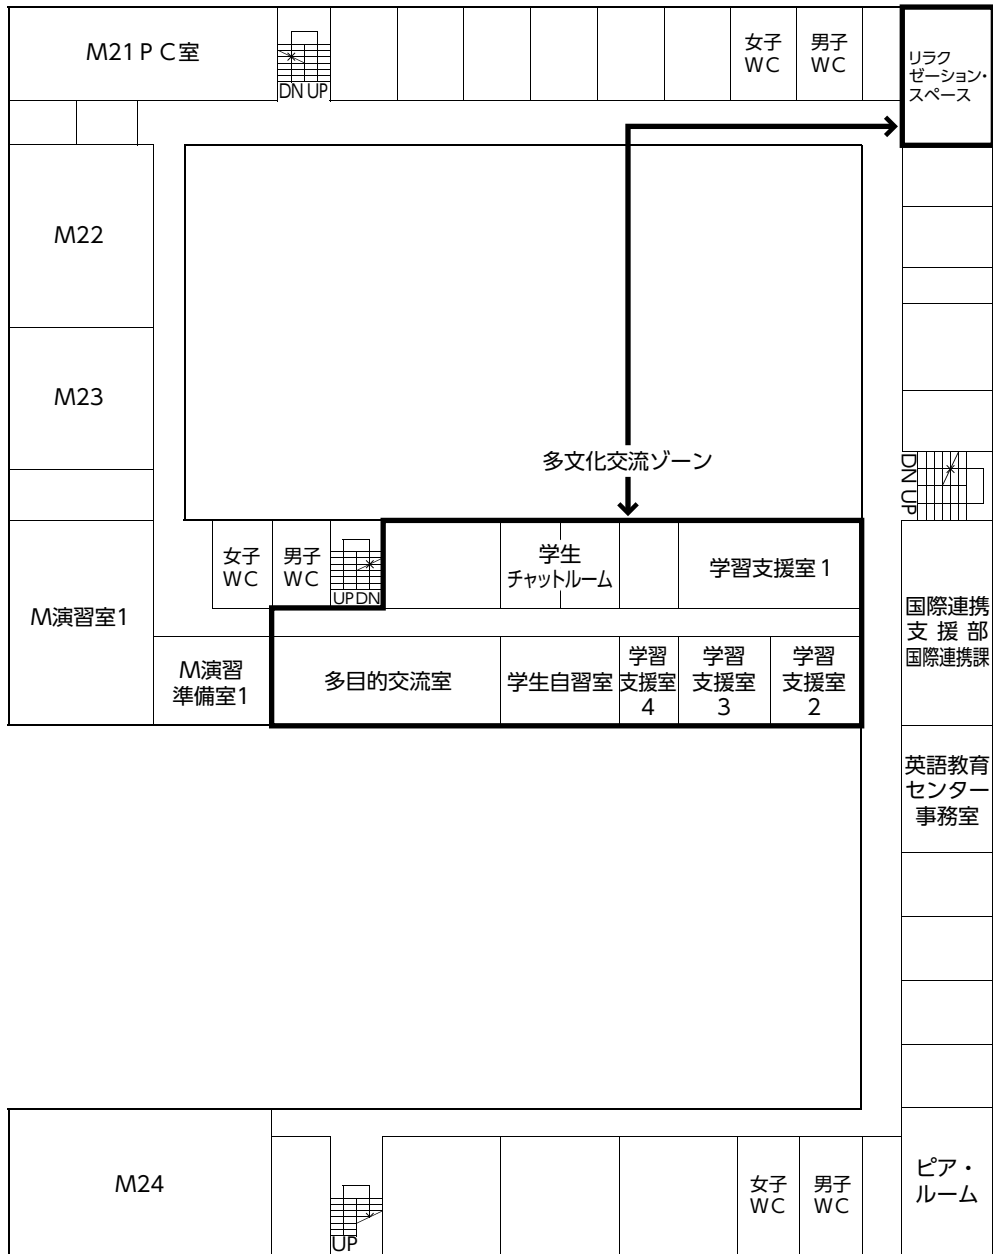 M21ＰＣ室
DN UP
女子
WC
男子
WC
リラク
ゼーション・
スペース
M22
M23
多文化交流ゾーン
DN UP
女子
WC
男子
WC
UP DN
学生
チャットルーム
学習支援室1
M演習室1
国際連携
支援部
国際連携課
M演習
準備室1
多目的交流室
学生自習室
学習
支援室
4
学習
支援室
3
学習
支援室
2
英語教育
センター
事務室
M24
UP
女子
WC
男子
WC
ピア・
ルーム